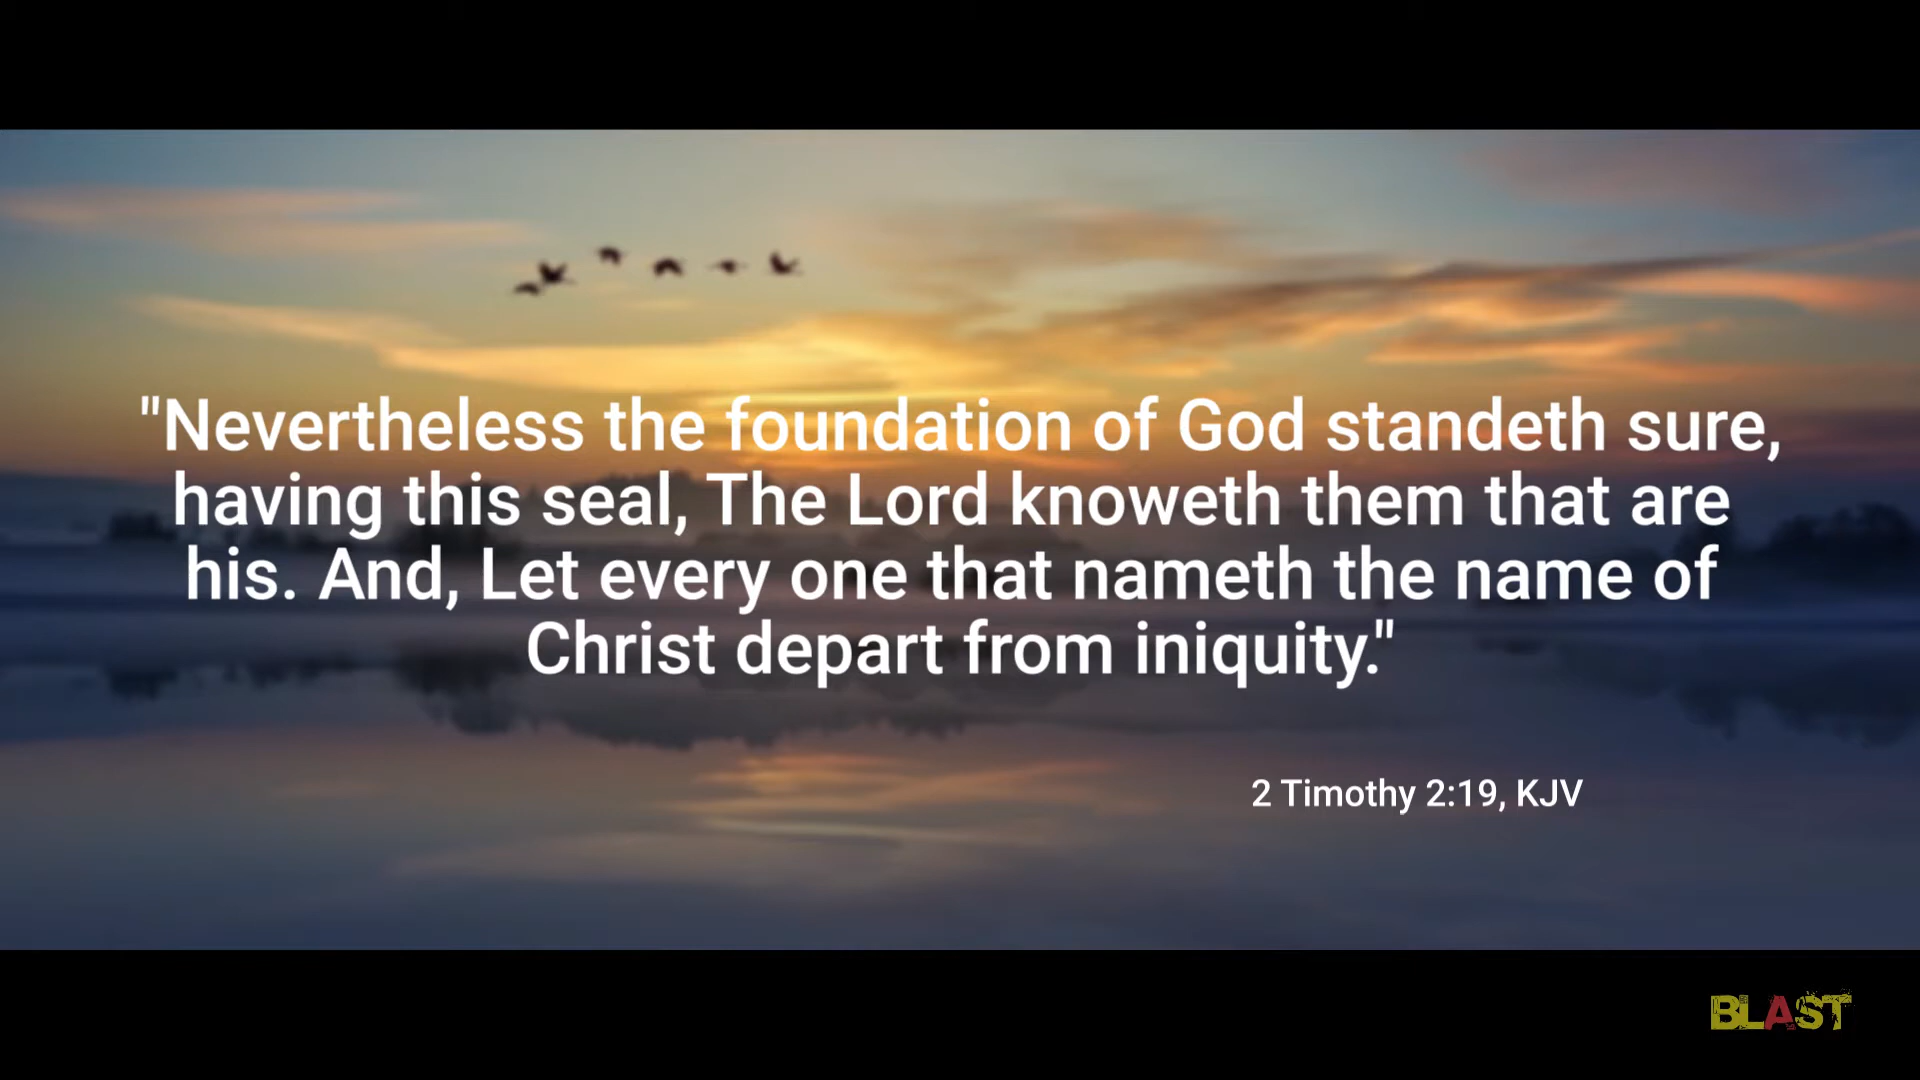 "Nevertheless the foundation of God standeth sure,
having this seal, The Lord knoweth them that are
his. And, Let every one that nameth the name of
Christ depart from iniquity."
2 Timothy 2:19, KJV
BLAST